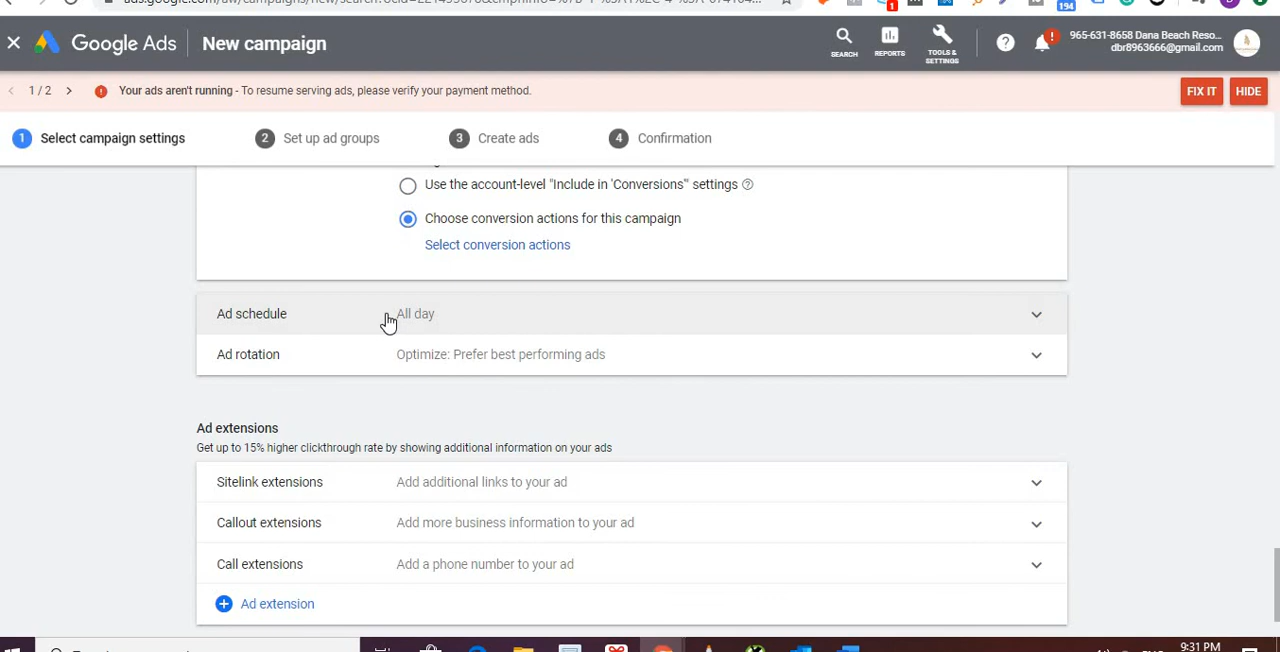 Google Ads
New campaign
SEARCH
REPORTS
TOOLS &
SETTINGS
965-631-8658 Dana Beach Reso...
dbr8963666@gmail.com
1 / 2
Your ads aren't running - To resume serving ads, please verify your payment method.
FIX IT
HIDE
1 Select campaign settings
2 Set up ad groups
3 Create ads
4 Confirmation
Use the account-level "Include in 'Conversions'" settings
Choose conversion actions for this campaign
Select conversion actions
Ad schedule All day
Ad rotation Optimize: Prefer best performing ads
Ad extensions
Get up to 15% higher clickthrough rate by showing additional information on your ads
Sitelink extensions Add additional links to your ad
Callout extensions Add more business information to your ad
Call extensions Add a phone number to your ad
Ad extension
194
1
9:31 PM